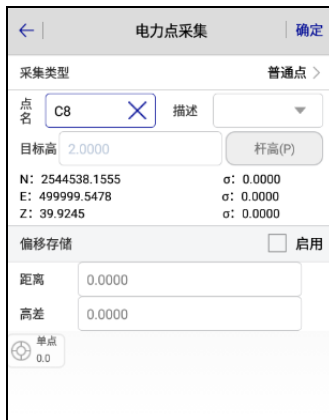 电力点采集 确定
采集类型 普通点
点名 C8 描述
目标高 2.0000 杆高(P)
N: 2544538.1555 σ: 0.0000
E: 499999.5478 σ: 0.0000
Z: 39.9245 σ: 0.0000
偏移存储 启用
距离 0.0000
高差 0.0000
单点
0.0